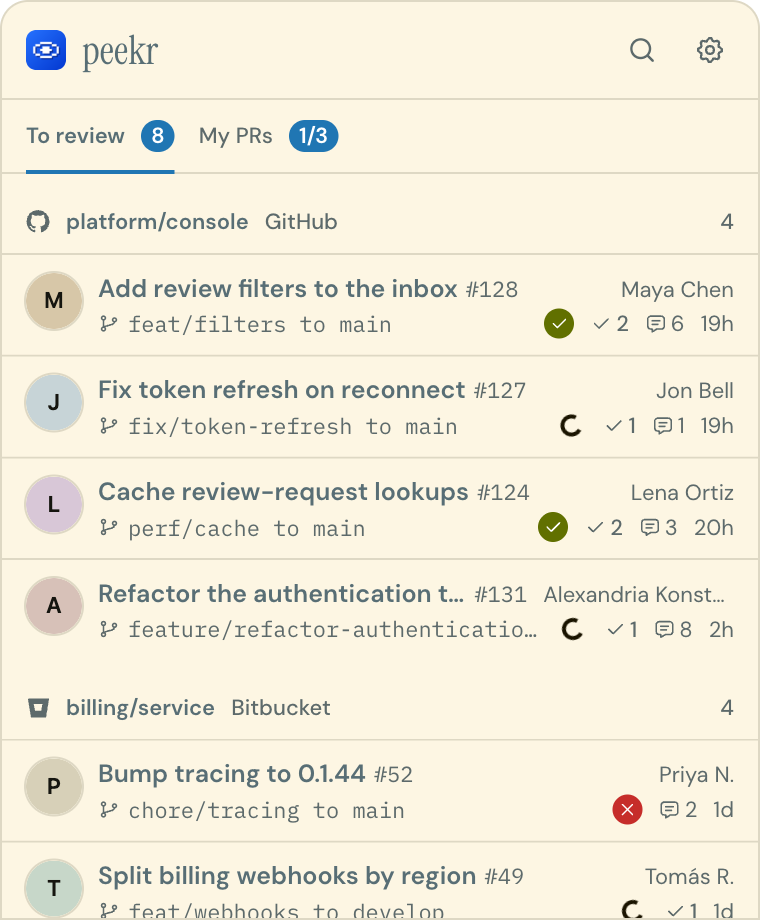 peekr
To review 8 My PRs 1/3
platform/console GitHub 4
M Add review filters to the inbox #128 Maya Chen
feat/filters to main 2 6 19h
J Fix token refresh on reconnect #127 Jon Bell
fix/token-refresh to main 1 1 19h
L Cache review-request lookups #124 Lena Ortiz
perf/cache to main 2 3 20h
A Refactor the authentication t... #131 Alexandria Konst...
feature/refactor-authenticatio... 1 8 2h
billing/service Bitbucket 4
P Bump tracing to 0.1.44 #52 Priya N.
chore/tracing to main 2 1d
T Split billing webhooks by region #49 Tomás R.
feat/webhooks to develop 1 1d